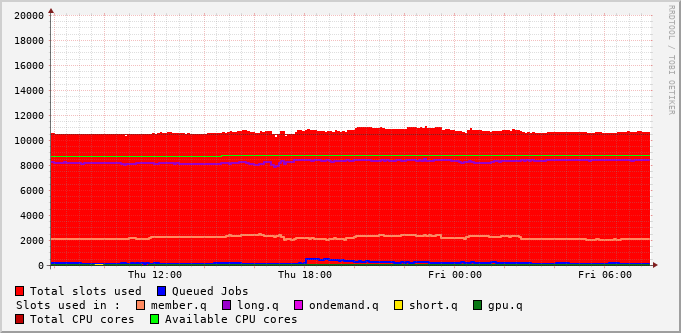 20000
18000
16000
14000
12000
10000
8000
6000
4000
2000
0
Thu 12:00 Thu 18:00 Fri 00:00 Fri 06:00
RRDTOOL / TOBI OETIKER
Total slots used Queued Jobs
Slots used in : member.q long.q ondemand.q short.q gpu.q
Total CPU cores Available CPU cores